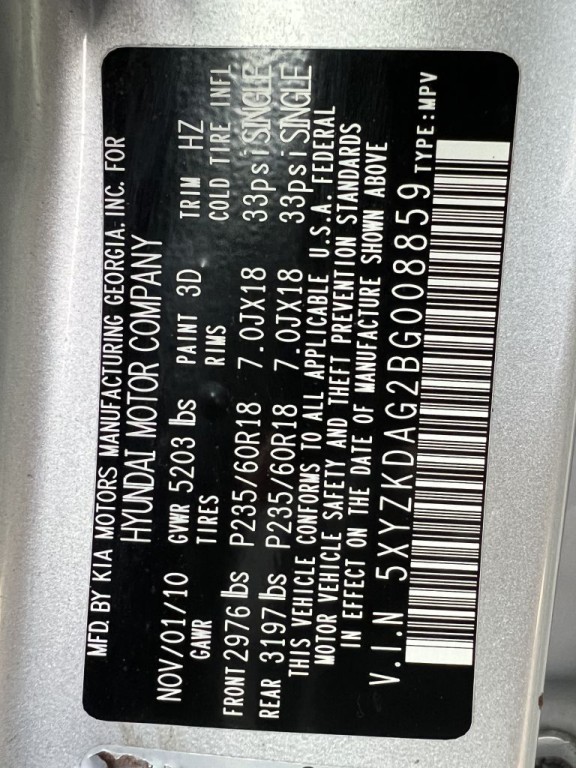 MFD. BY KIA MOTORS MANUFACTURING GEORGIA. INC. FOR
HYUNDAI MOTOR COMPANY
NOV/01/10 GVWR 5203 lbs PAINT 3D TRIM HZ
GAWR TIRES RIMS COLD TIRE INFL
FRONT 2976 lbs P235/60R18 7.0JX18 33psi SINGLE
REAR 3197 lbs P235/60R18 7.0JX18 33psi SINGLE
THIS VEHICLE CONFORMS TO ALL APPLICABLE U.S.A. FEDERAL
MOTOR VEHICLE SAFETY AND THEFT PREVENTION STANDARDS
IN EFFECT ON THE DATE OF MANUFACTURE SHOWN ABOVE
V.I.N 5XYZKDAG2BG008859 TYPE:MPV